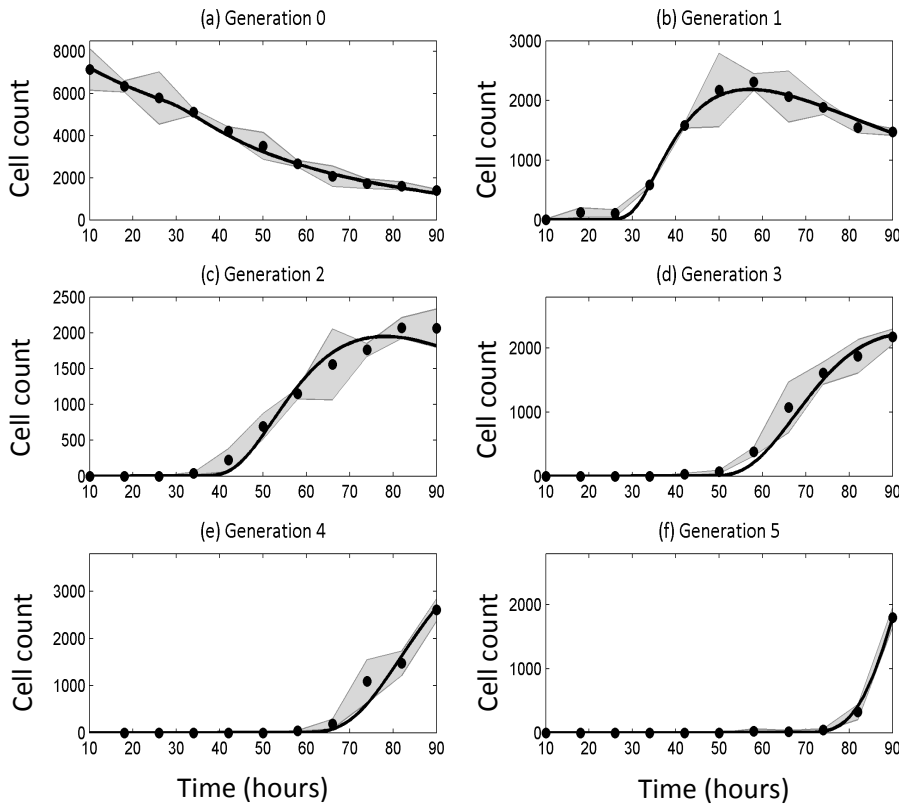 (a) Generation 0
(b) Generation 1
Cell count
8000
6000
4000
2000
0
10 20 30 40 50 60 70 80 90
Cell count
3000
2000
1000
0
10 20 30 40 50 60 70 80 90
(c) Generation 2
(d) Generation 3
Cell count
2500
2000
1500
1000
500
0
10 20 30 40 50 60 70 80 90
Cell count
2000
1000
0
10 20 30 40 50 60 70 80 90
(e) Generation 4
(f) Generation 5
Cell count
3000
2000
1000
0
10 20 30 40 50 60 70 80 90
Time (hours)
Cell count
2000
1000
0
10 20 30 40 50 60 70 80 90
Time (hours)